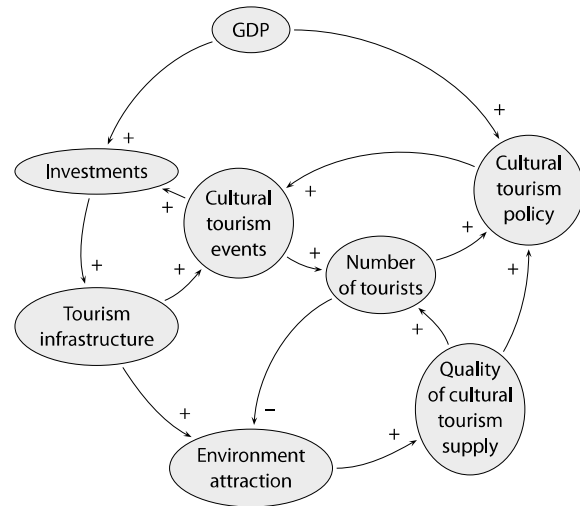 GDP
+
+
Investments
Cultural
tourism
policy
+
+
Cultural
tourism
events
+
+
+
+
Number
of tourists
+
Tourism
infrastructure
+
Quality
of cultural
tourism
supply
+
−
+
Environment
attraction